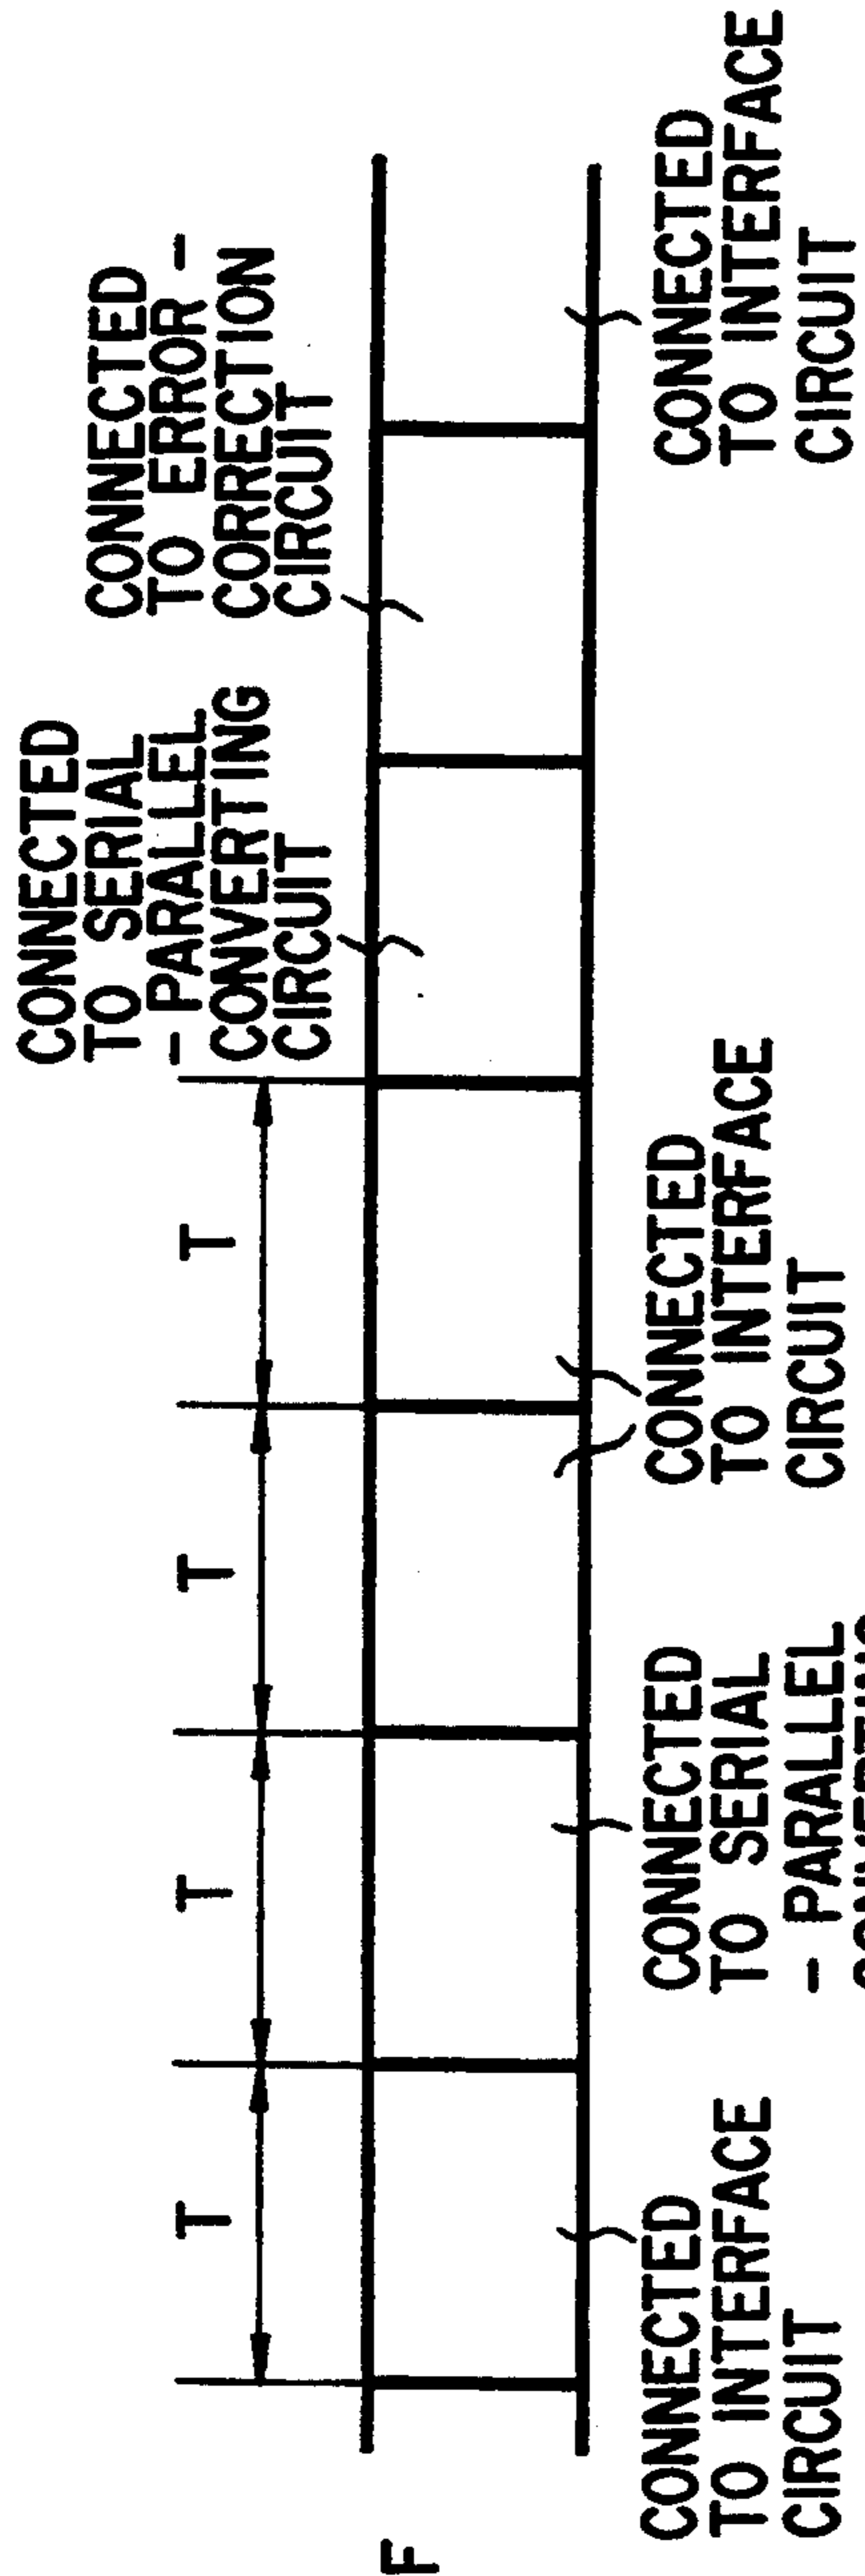 CONNECTED
TO SERIAL
- PARALLEL
CONVERTING
CIRCUIT
CONNECTED
TO ERROR -
CORRECTION
CIRCUIT
T
T
T
T
F
CONNECTED
TO INTERFACE
CIRCUIT
CONNECTED
TO SERIAL
- PARALLEL
CONVERTING
CONNECTED
TO INTERFACE
CIRCUIT
CONNECTED
TO INTERFACE
CIRCUIT